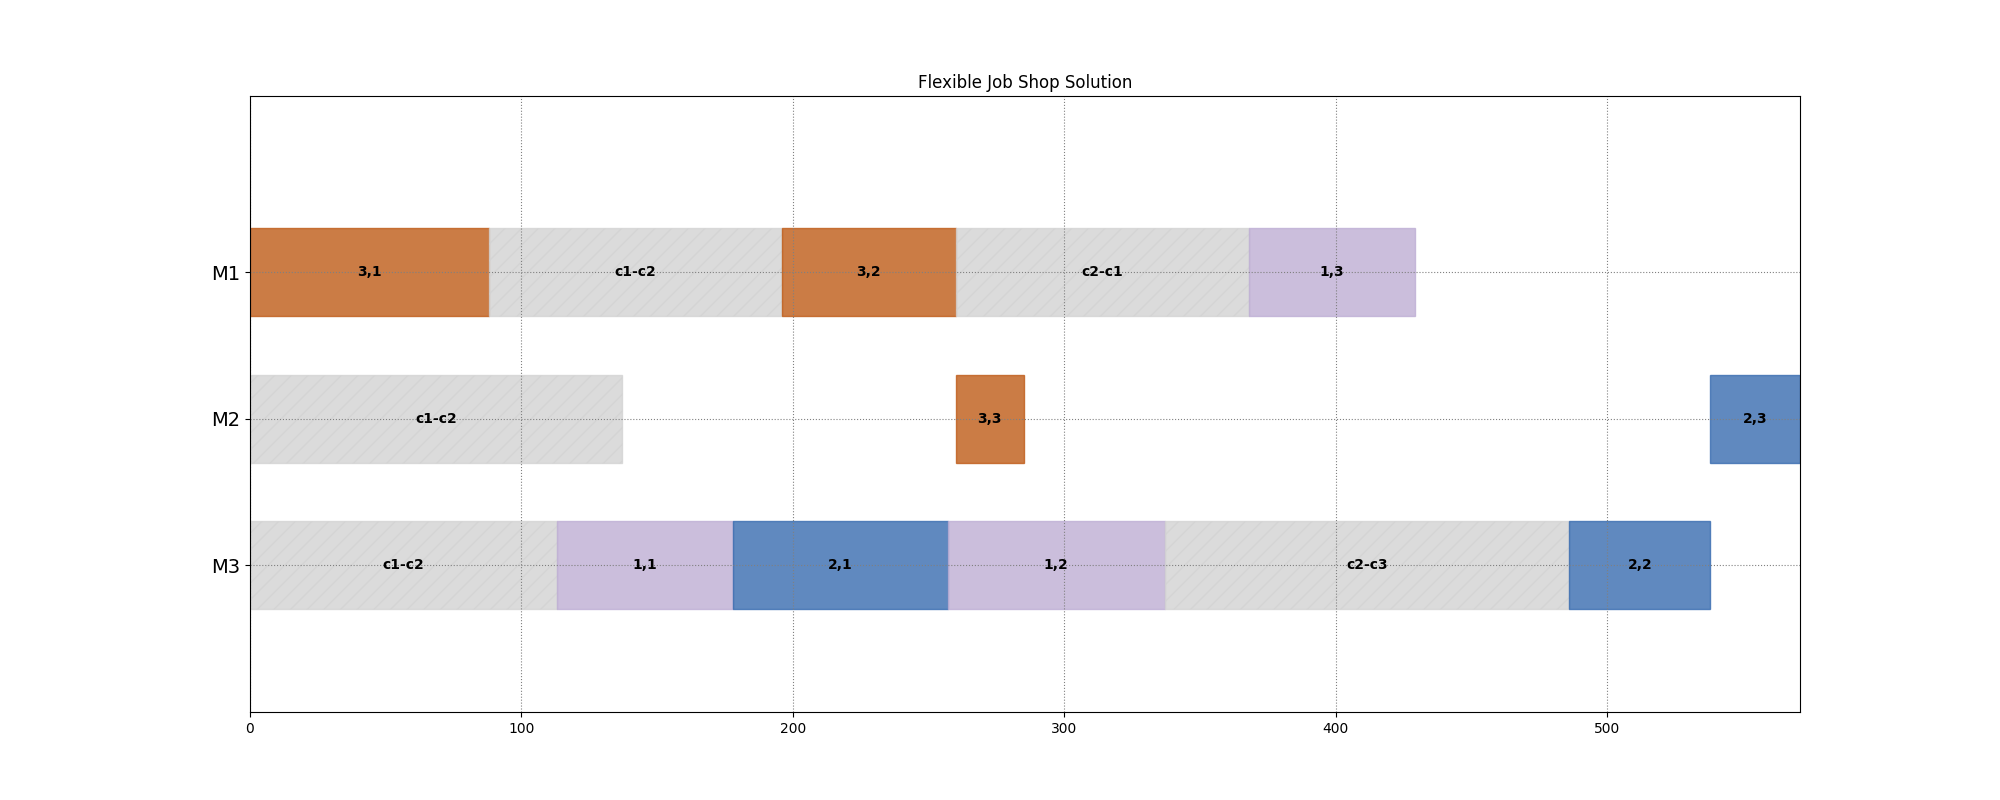 Flexible Job Shop Solution
M1
3,1
c1-c2
3,2
c2-c1
1,3
M2
c1-c2
3,3
2,3
M3
c1-c2
1,1
2,1
1,2
c2-c3
2,2
0
100
200
300
400
500